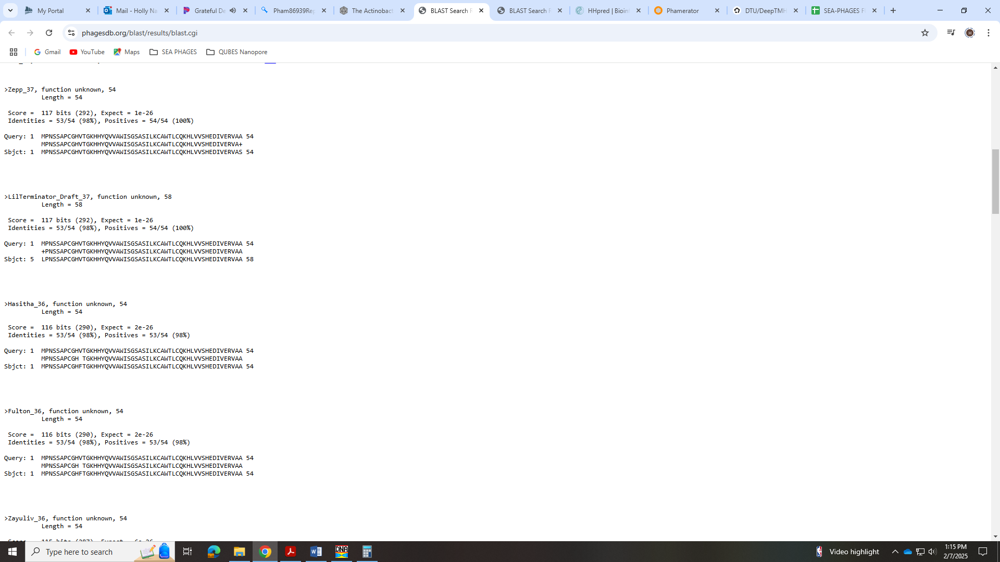 My Portal
Mail - Holly Na
Grateful De
Pham86939Rep
The Actinobact
BLAST Search R
BLAST Search R
HHpred | Bioinf
Phamerator
DTU/DeepTMH
SEA-PHAGES F
phagesdb.org/blast/results/blast.cgi
H
Gmail
YouTube
Maps
SEA PHAGES
QUBES Nanopore
>Zepp_37, function unknown, 54
Length = 54
Score = 117 bits (292), Expect = 1e-26
Identities = 53/54 (98%), Positives = 54/54 (100%)
Query: 1 MPNSSAPCGHVTGKHHYQVVAWISGSASILKCAWTLCQKHLVVSHEDIVERVAA 54
MPNSSAPCGHVTGKHHYQVVAWISGSASILKCAWTLCQKHLVVSHEDIVERVA+
Sbjct: 1 MPNSSAPCGHVTGKHHYQVVAWISGSASILKCAWTLCQKHLVVSHEDIVERVAS 54
>LilTerminator_Draft_37, function unknown, 58
Length = 58
Score = 117 bits (292), Expect = 1e-26
Identities = 53/54 (98%), Positives = 54/54 (100%)
Query: 1 MPNSSAPCGHVTGKHHYQVVAWISGSASILKCAWTLCQKHLVVSHEDIVERVAA 54
+PNSSAPCGHVTGKHHYQVVAWISGSASILKCAWTLCQKHLVVSHEDIVERVAA
Sbjct: 5 LPNSSAPCGHVTGKHHYQVVAWISGSASILKCAWTLCQKHLVVSHEDIVERVAA 58
>Hasitha_36, function unknown, 54
Length = 54
Score = 116 bits (290), Expect = 2e-26
Identities = 53/54 (98%), Positives = 53/54 (98%)
Query: 1 MPNSSAPCGHVTGKHHYQVVAWISGSASILKCAWTLCQKHLVVSHEDIVERVAA 54
MPNSSAPCGH TGKHHYQVVAWISGSASILKCAWTLCQKHLVVSHEDIVERVAA
Sbjct: 1 MPNSSAPCGHFTGKHHYQVVAWISGSASILKCAWTLCQKHLVVSHEDIVERVAA 54
>Fulton_36, function unknown, 54
Length = 54
Score = 116 bits (290), Expect = 2e-26
Identities = 53/54 (98%), Positives = 53/54 (98%)
Query: 1 MPNSSAPCGHVTGKHHYQVVAWISGSASILKCAWTLCQKHLVVSHEDIVERVAA 54
MPNSSAPCGH TGKHHYQVVAWISGSASILKCAWTLCQKHLVVSHEDIVERVAA
Sbjct: 1 MPNSSAPCGHFTGKHHYQVVAWISGSASILKCAWTLCQKHLVVSHEDIVERVAA 54
>Zayuliv_36, function unknown, 54
Length = 54
Type here to search
DNA
Video highlight
1:15 PM
2/7/2025